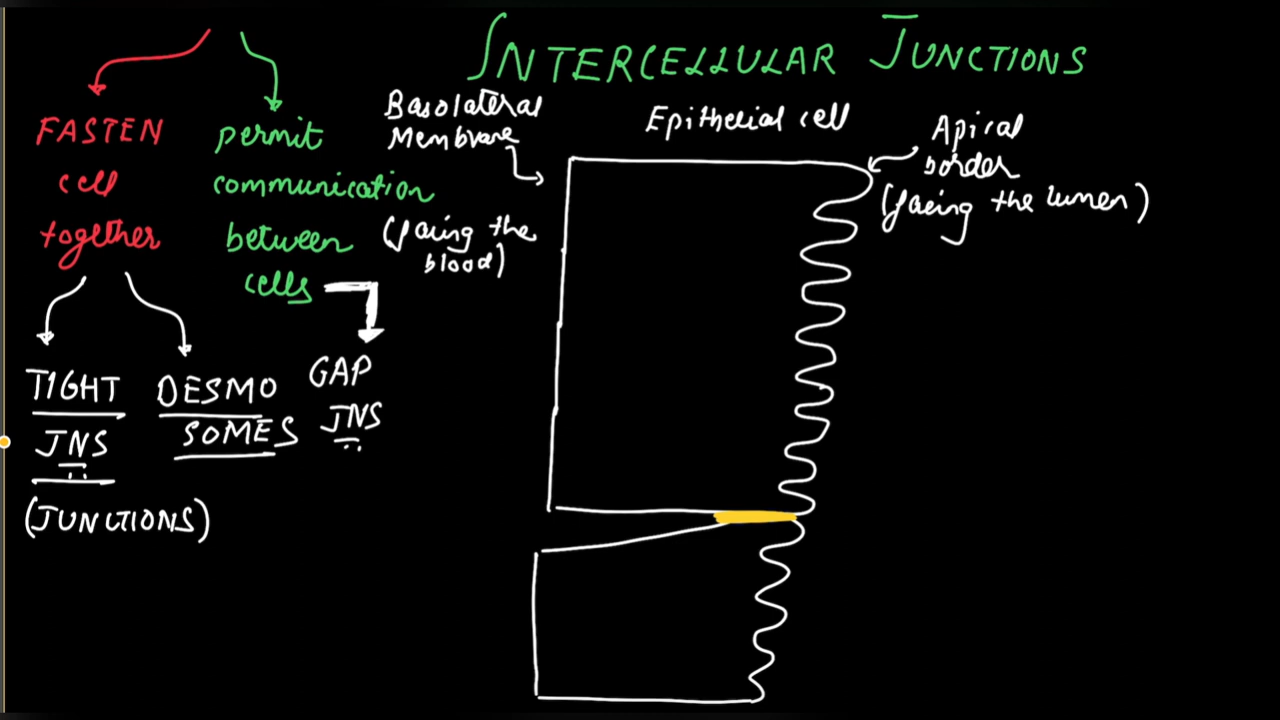 INTERCELLULAR JUNCTIONS
FASTEN
cell
together
permit
communication
between
cells
TIGHT
JNS
(JUNCTIONS)
DESMO
SOMES
GAP
JNS
Basolateral
Membrane
(facing the
blood)
Epithelial cell
Apical
border
(facing the lumen)